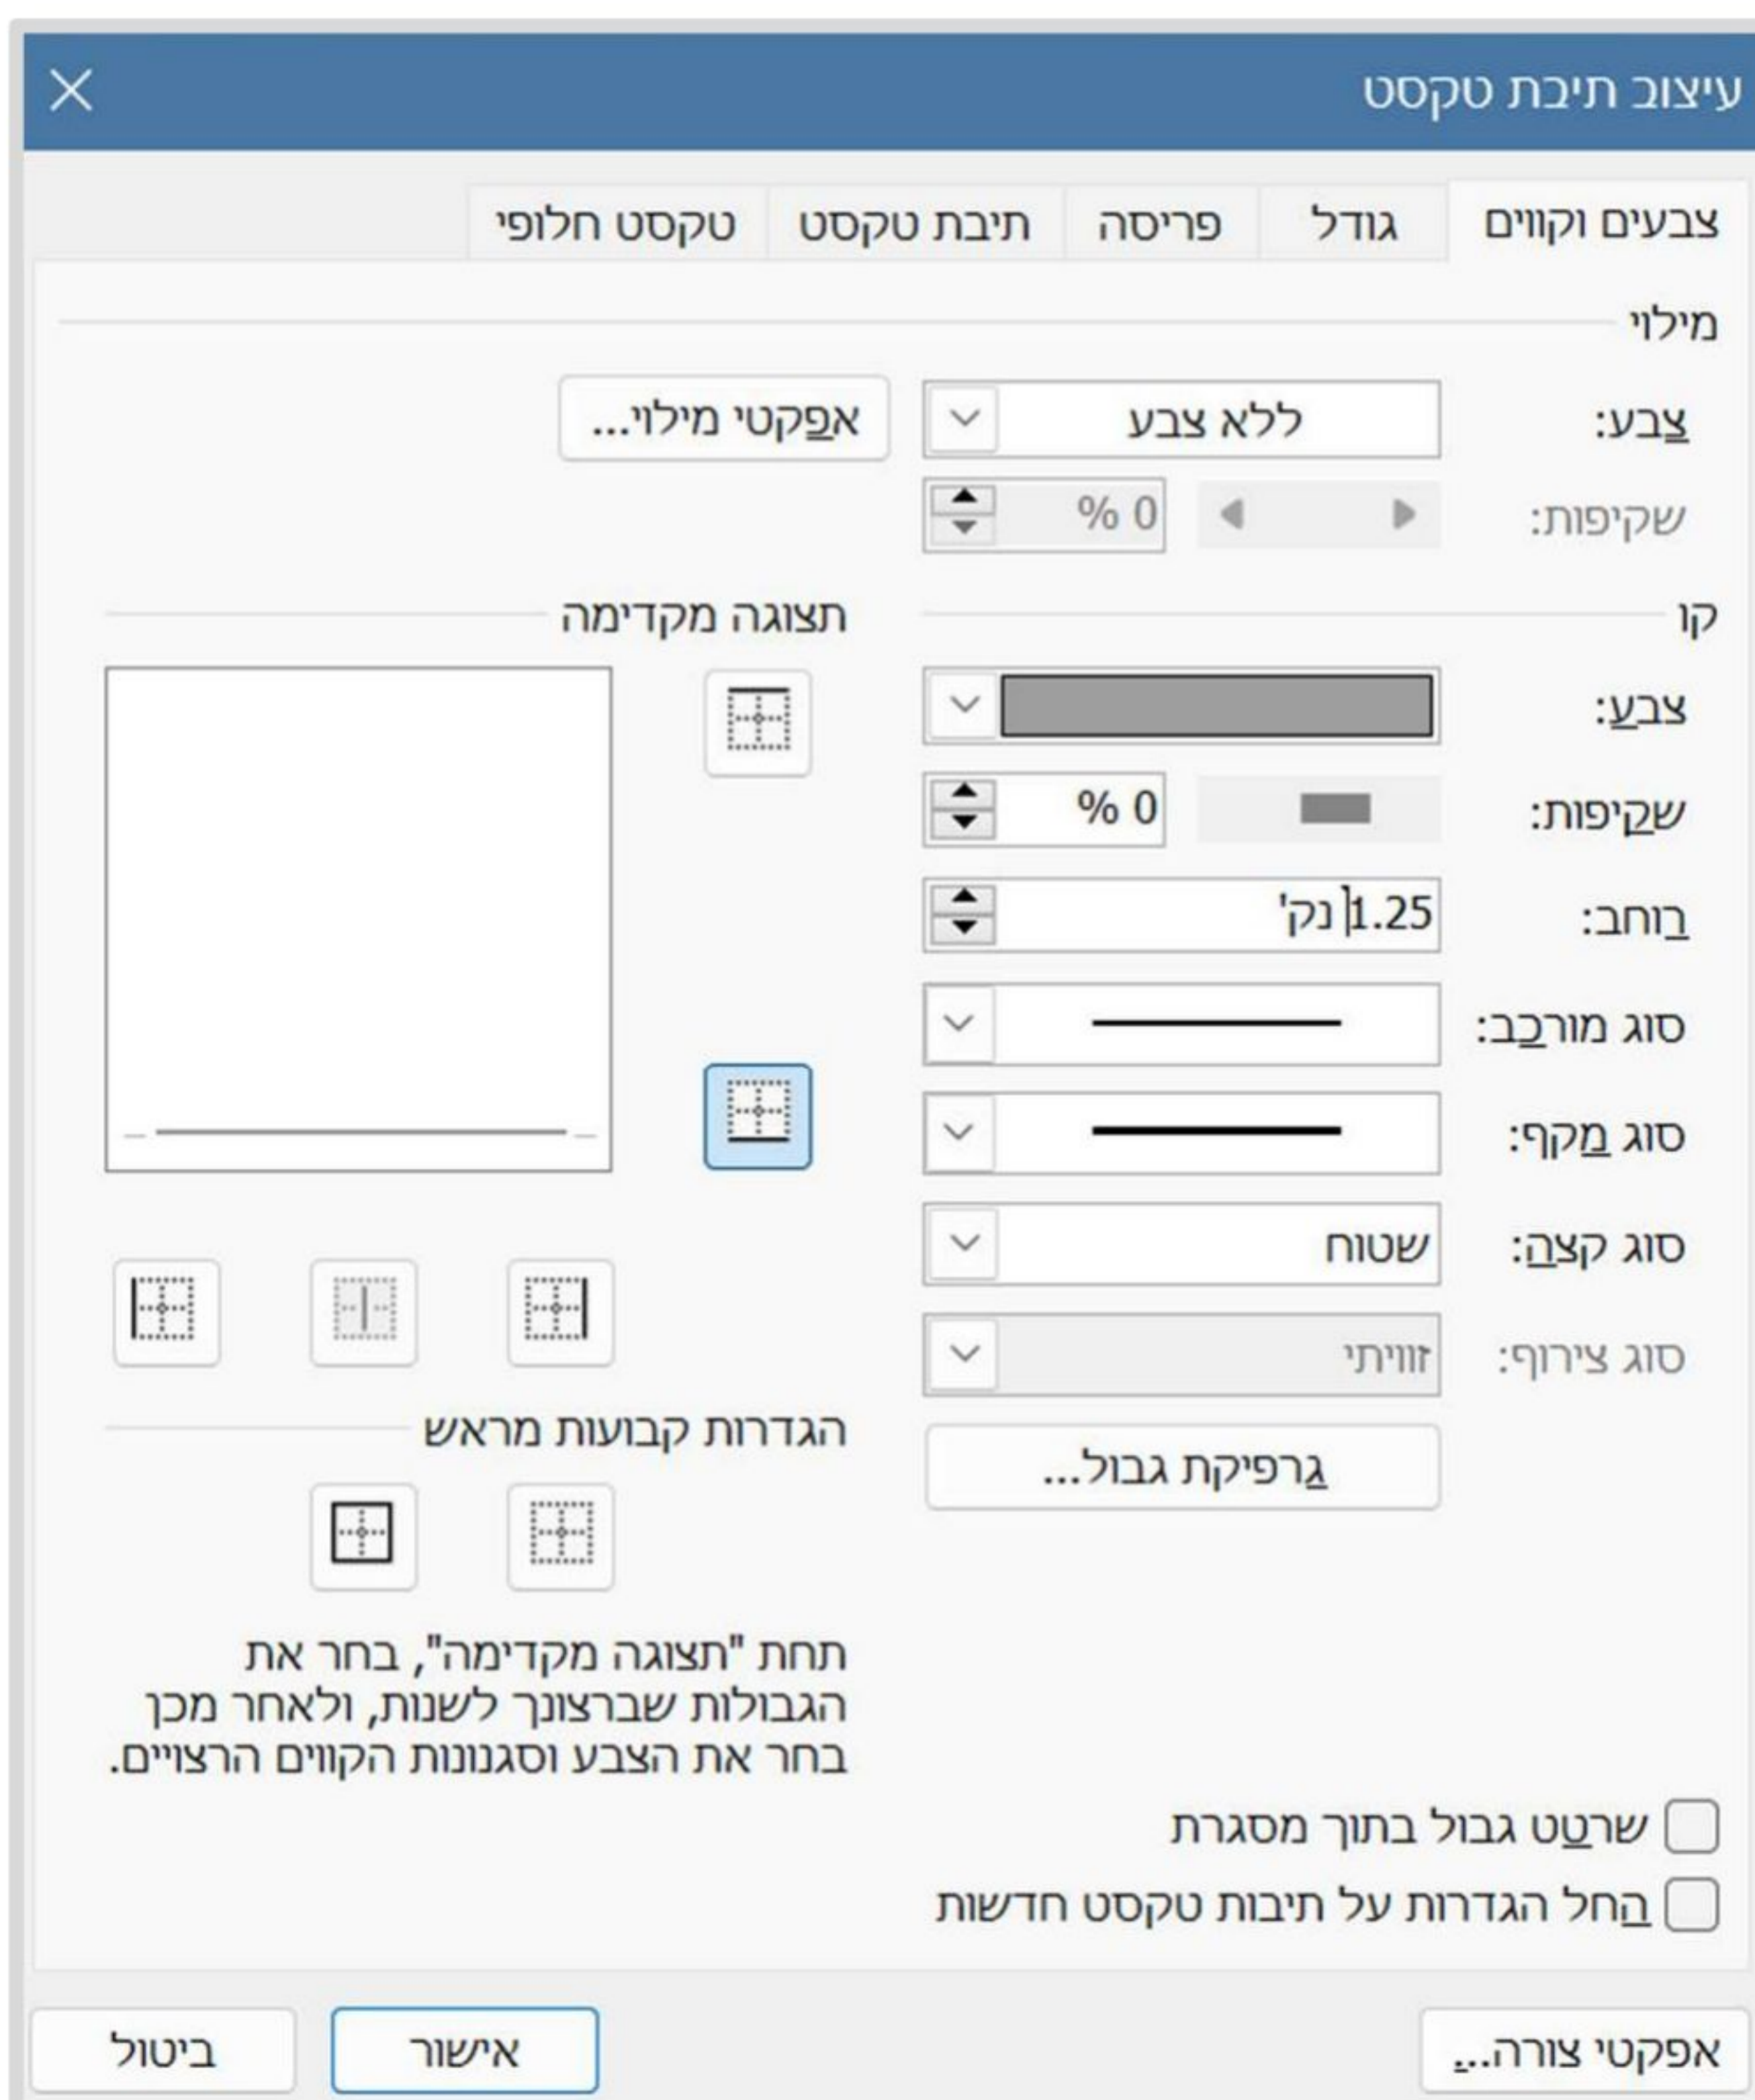 עיצוב תיבת טקסט
צבעים וקווים גודל פריסה תיבת טקסט טקסט חלופי
מילוי
צבע: ללא צבע אפקטי מילוי...
שקיפות: 0 %
קו
צבע:
שקיפות: 0 %
רוחב: 1.25 נק'
סוג מורכב:
סוג מקף:
סוג קצה: שטוח
סוג צירוף: זוויתי
גרפיקת גבול...
תצוגה מקדימה
הגדרות קבועות מראש
תחת "תצוגה מקדימה", בחר את
הגבולות שברצונך לשנות, ולאחר מכן
בחר את הצבע וסגנונות הקווים הרצויים.
שרטט גבול בתוך מסגרת
החל הגדרות על תיבות טקסט חדשות
אפקטי צורה... אישור ביטול